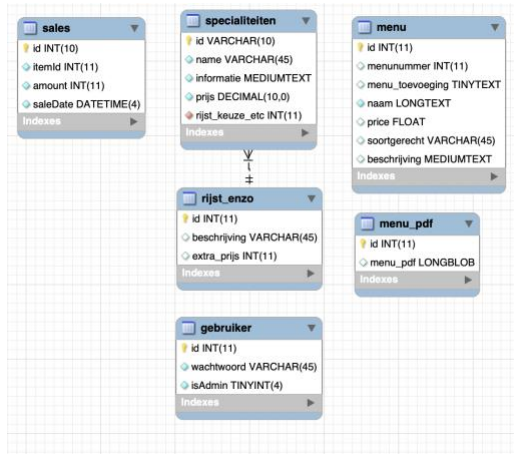 sales
id INT(10)
itemId INT(11)
amount INT(11)
saleDate DATETIME(4)
Indexes
specialiteiten
id VARCHAR(10)
name VARCHAR(45)
informatie MEDIUMTEXT
prijs DECIMAL(10,0)
rijst_keuze_etc INT(11)
Indexes
menu
id INT(11)
menunummer INT(11)
menu_toevoeging TINYTEXT
naam LONGTEXT
price FLOAT
soortgerecht VARCHAR(45)
beschrijving MEDIUMTEXT
Indexes
rijst_enzo
id INT(11)
beschrijving VARCHAR(45)
extra_prijs INT(11)
Indexes
menu_pdf
id INT(11)
menu_pdf LONGBLOB
Indexes
gebruiker
id INT(11)
wachtwoord VARCHAR(45)
isAdmin TINYINT(4)
Indexes